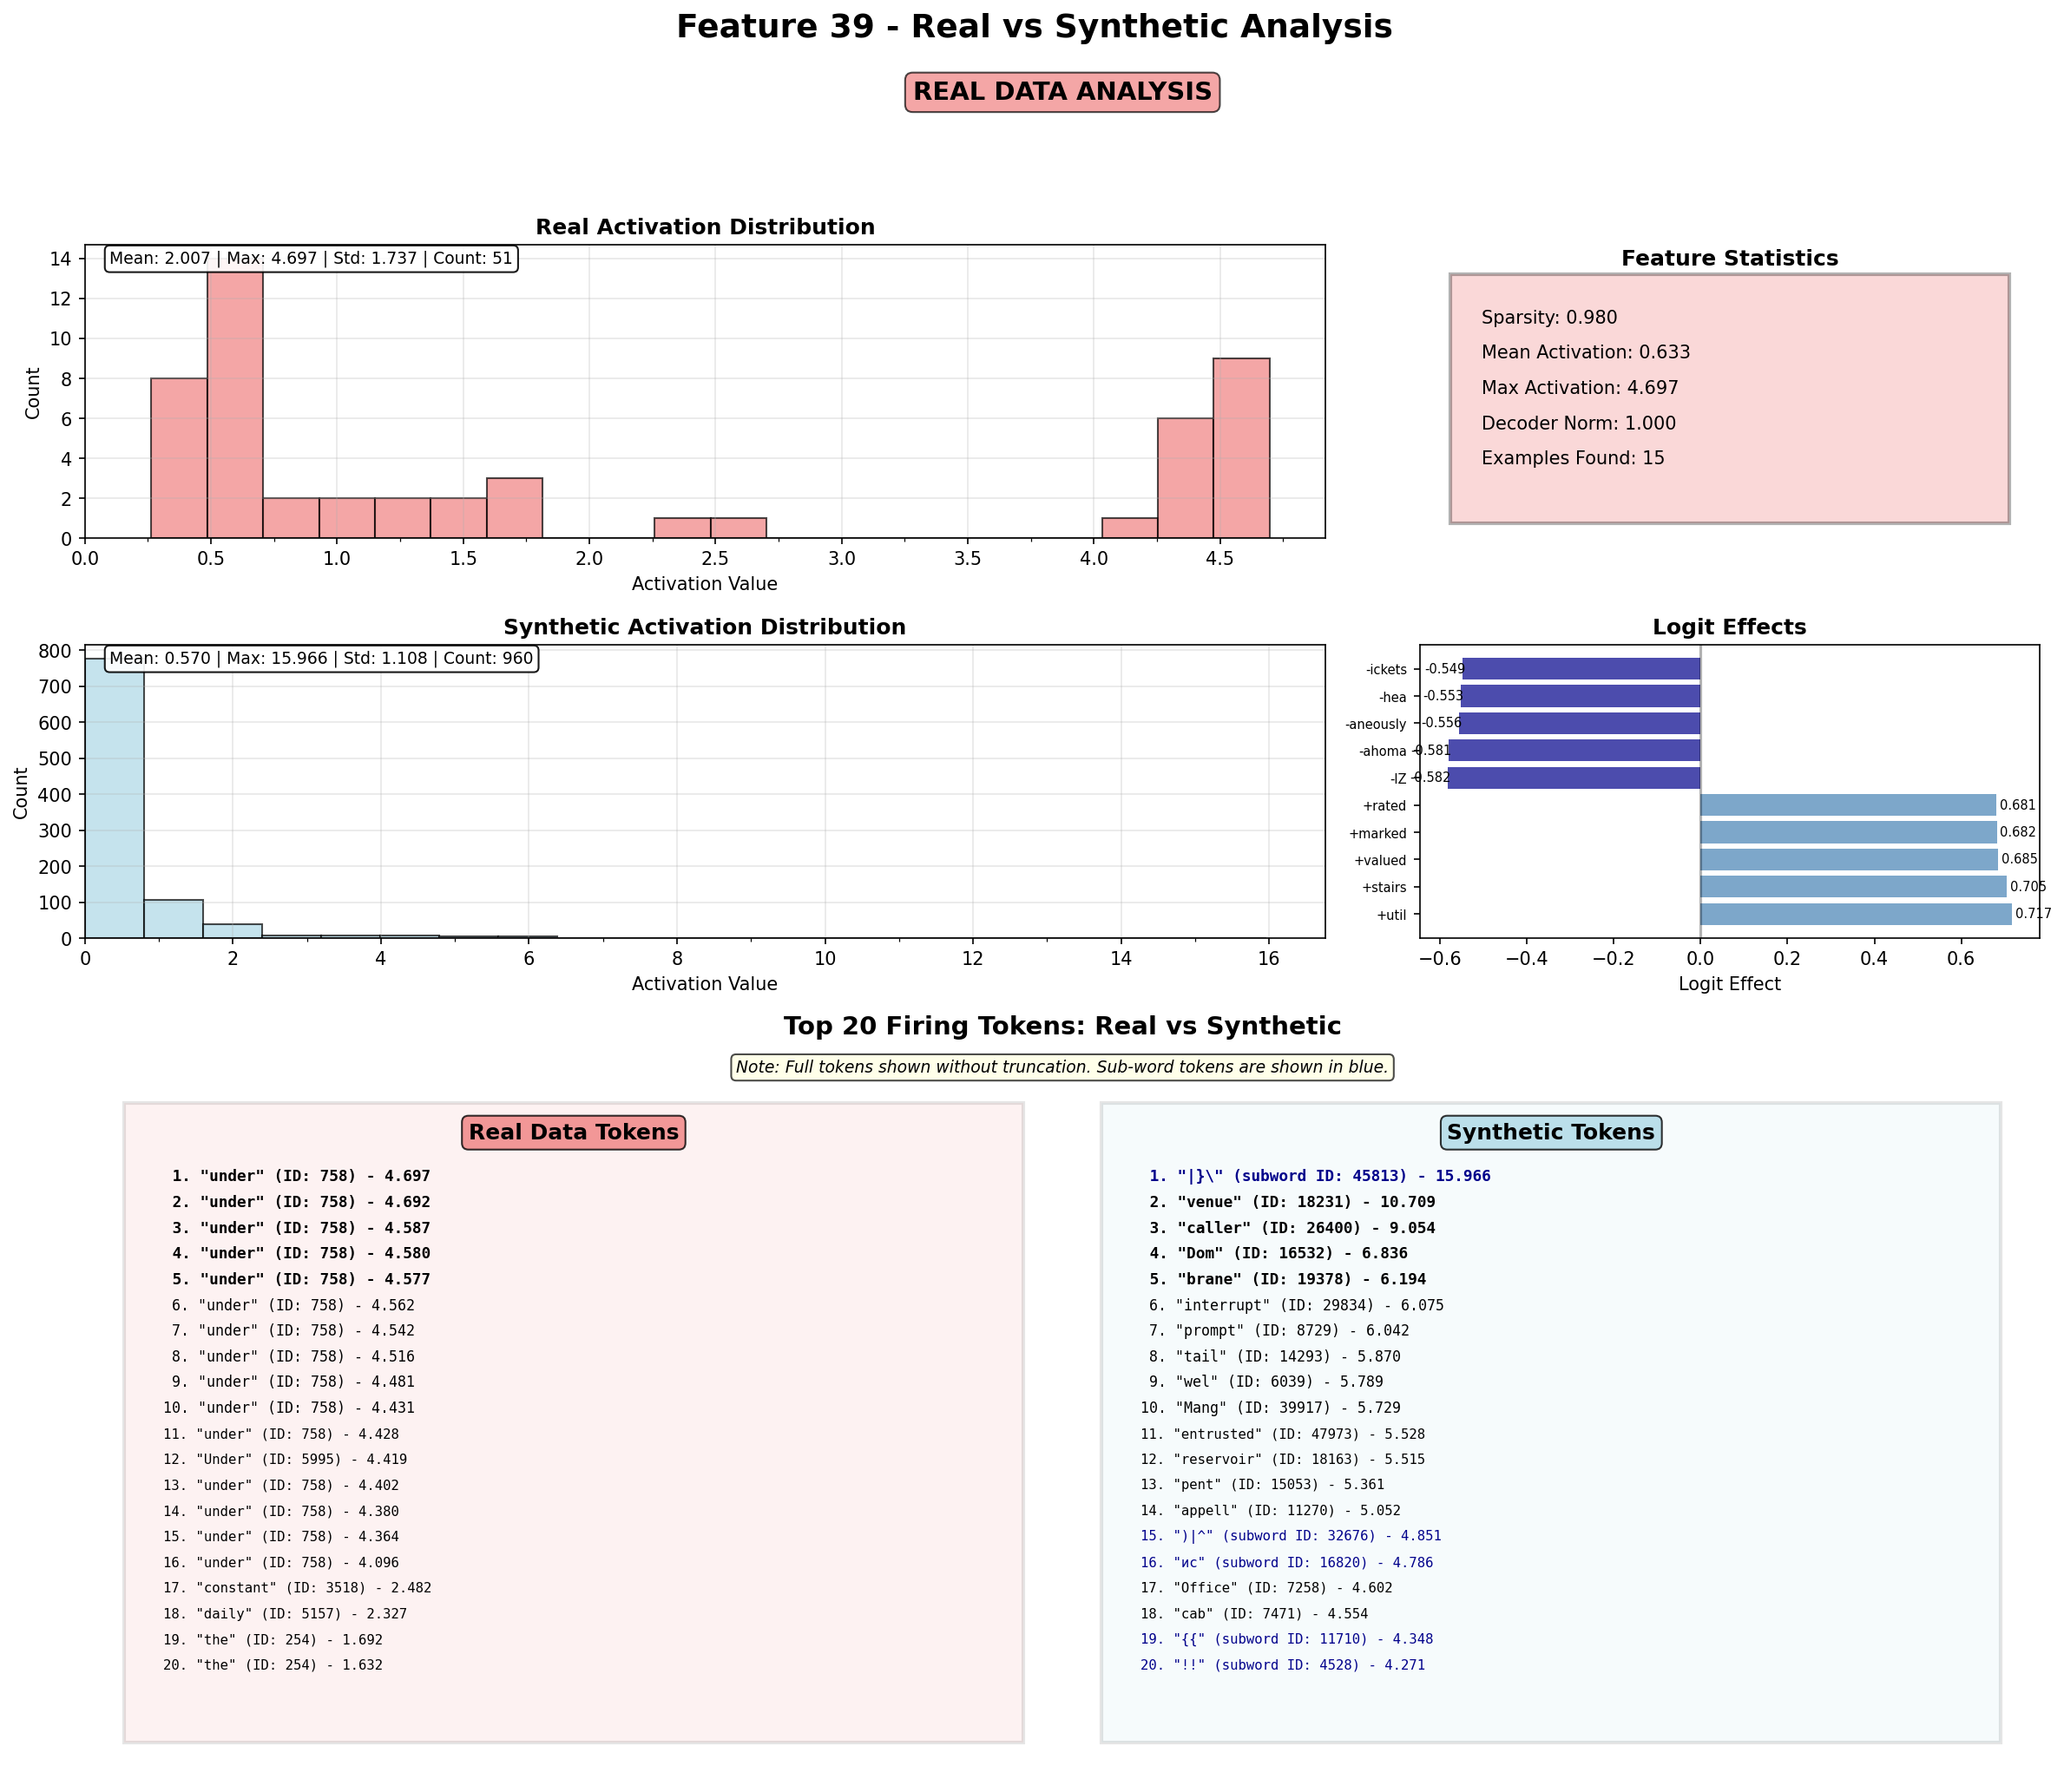 Feature 39 - Real vs Synthetic Analysis
REAL DATA ANALYSIS
Real Activation Distribution
Mean: 2.007 | Max: 4.697 | Std: 1.737 | Count: 51
Count
14
12
10
8
6
4
2
0
0.0 0.5 1.0 1.5 2.0 2.5 3.0 3.5 4.0 4.5
Activation Value
Feature Statistics
Sparsity: 0.980
Mean Activation: 0.633
Max Activation: 4.697
Decoder Norm: 1.000
Examples Found: 15
Synthetic Activation Distribution
Mean: 0.570 | Max: 15.966 | Std: 1.108 | Count: 960
Count
800
700
600
500
400
300
200
100
0
0 2 4 6 8 10 12 14 16
Activation Value
Logit Effects
-ickets -0.549
-hea -0.553
-aneously -0.556
-ahoma -0.581
-IZ -0.582
+rated 0.681
+marked 0.682
+valued 0.685
+stairs 0.705
+util 0.717
−0.6 −0.4 −0.2 0.0 0.2 0.4 0.6
Logit Effect
Top 20 Firing Tokens: Real vs Synthetic
Note: Full tokens shown without truncation. Sub-word tokens are shown in blue.
Real Data Tokens
1. "under" (ID: 758) - 4.697
2. "under" (ID: 758) - 4.692
3. "under" (ID: 758) - 4.587
4. "under" (ID: 758) - 4.580
5. "under" (ID: 758) - 4.577
6. "under" (ID: 758) - 4.562
7. "under" (ID: 758) - 4.542
8. "under" (ID: 758) - 4.516
9. "under" (ID: 758) - 4.481
10. "under" (ID: 758) - 4.431
11. "under" (ID: 758) - 4.428
12. "Under" (ID: 5995) - 4.419
13. "under" (ID: 758) - 4.402
14. "under" (ID: 758) - 4.380
15. "under" (ID: 758) - 4.364
16. "under" (ID: 758) - 4.096
17. "constant" (ID: 3518) - 2.482
18. "daily" (ID: 5157) - 2.327
19. "the" (ID: 254) - 1.692
20. "the" (ID: 254) - 1.632
Synthetic Tokens
1. "|}\" (subword ID: 45813) - 15.966
2. "venue" (ID: 18231) - 10.709
3. "caller" (ID: 26400) - 9.054
4. "Dom" (ID: 16532) - 6.836
5. "brane" (ID: 19378) - 6.194
6. "interrupt" (ID: 29834) - 6.075
7. "prompt" (ID: 8729) - 6.042
8. "tail" (ID: 14293) - 5.870
9. "wel" (ID: 6039) - 5.789
10. "Mang" (ID: 39917) - 5.729
11. "entrusted" (ID: 47973) - 5.528
12. "reservoir" (ID: 18163) - 5.515
13. "pent" (ID: 15053) - 5.361
14. "appell" (ID: 11270) - 5.052
15. ")|^" (subword ID: 32676) - 4.851
16. "ис" (subword ID: 16820) - 4.786
17. "Office" (ID: 7258) - 4.602
18. "cab" (ID: 7471) - 4.554
19. "{{" (subword ID: 11710) - 4.348
20. "!!" (subword ID: 4528) - 4.271